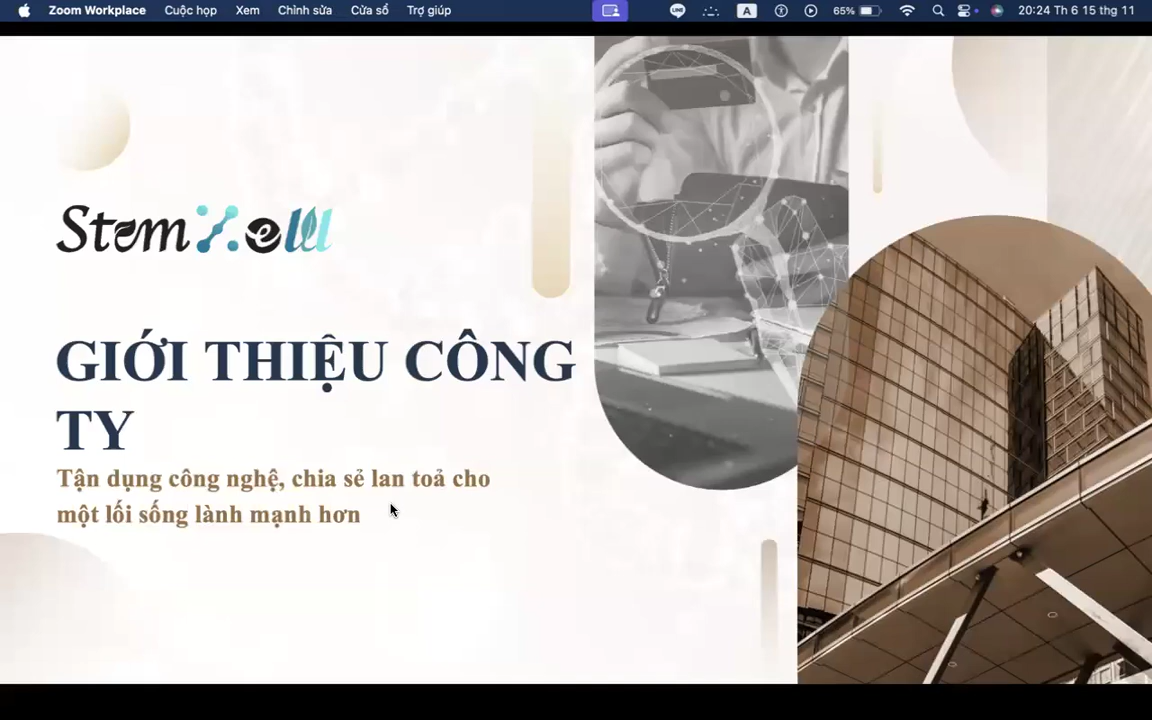 Zoom Workplace Cuộc họp Xem Chỉnh sửa Cửa sổ Trợ giúp LINE A 65% 20:24 Th 6 15 thg 11
StemXell
GIỚI THIỆU CÔNG
TY
Tận dụng công nghệ, chia sẻ lan toả cho
một lối sống lành mạnh hơn